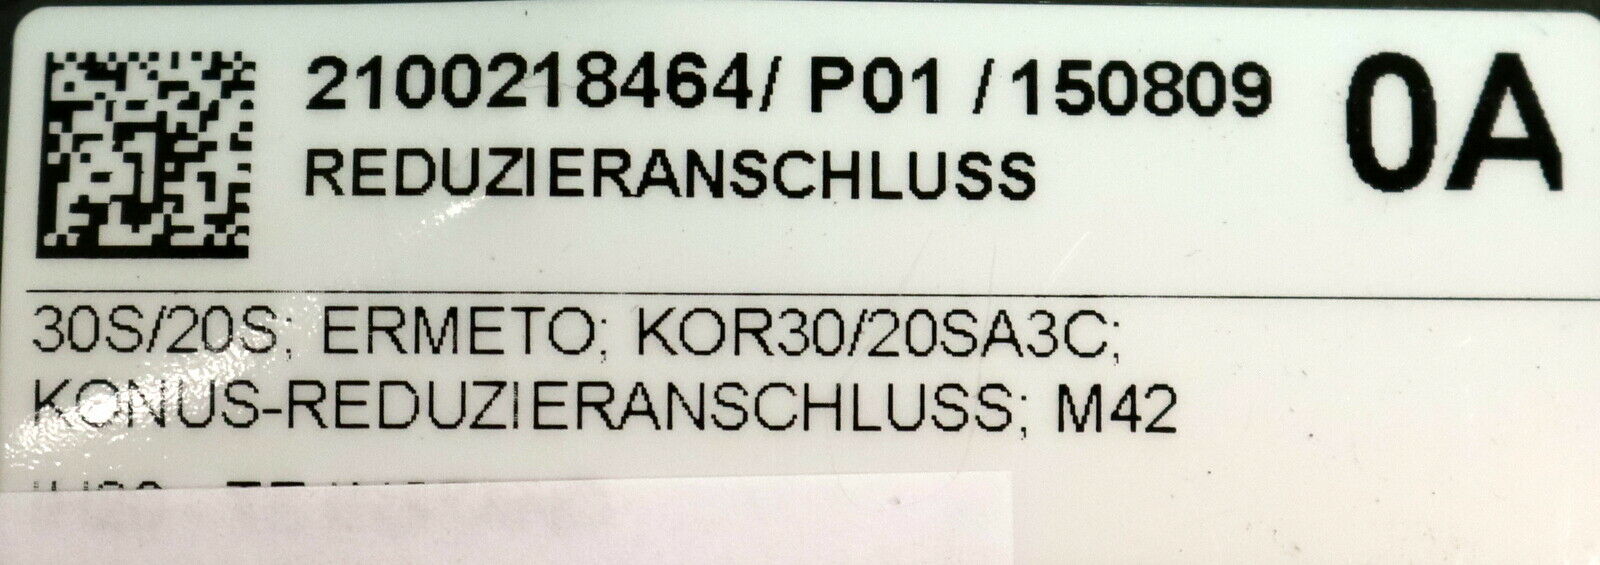 2100218464/ P01 /150809
0A
REDUZIERANSCHLUSS
30S/20S; ERMETO; KOR30/20SA3C;
KONUS-REDUZIERANSCHLUSS; M42